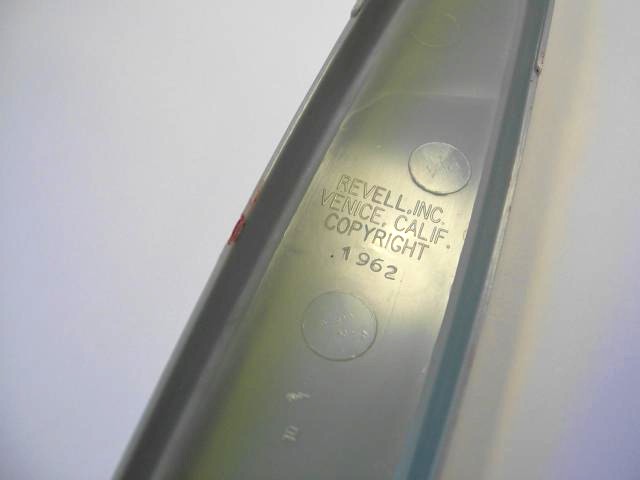 REVELL, INC.
VENICE, CALIF.
COPYRIGHT
1962